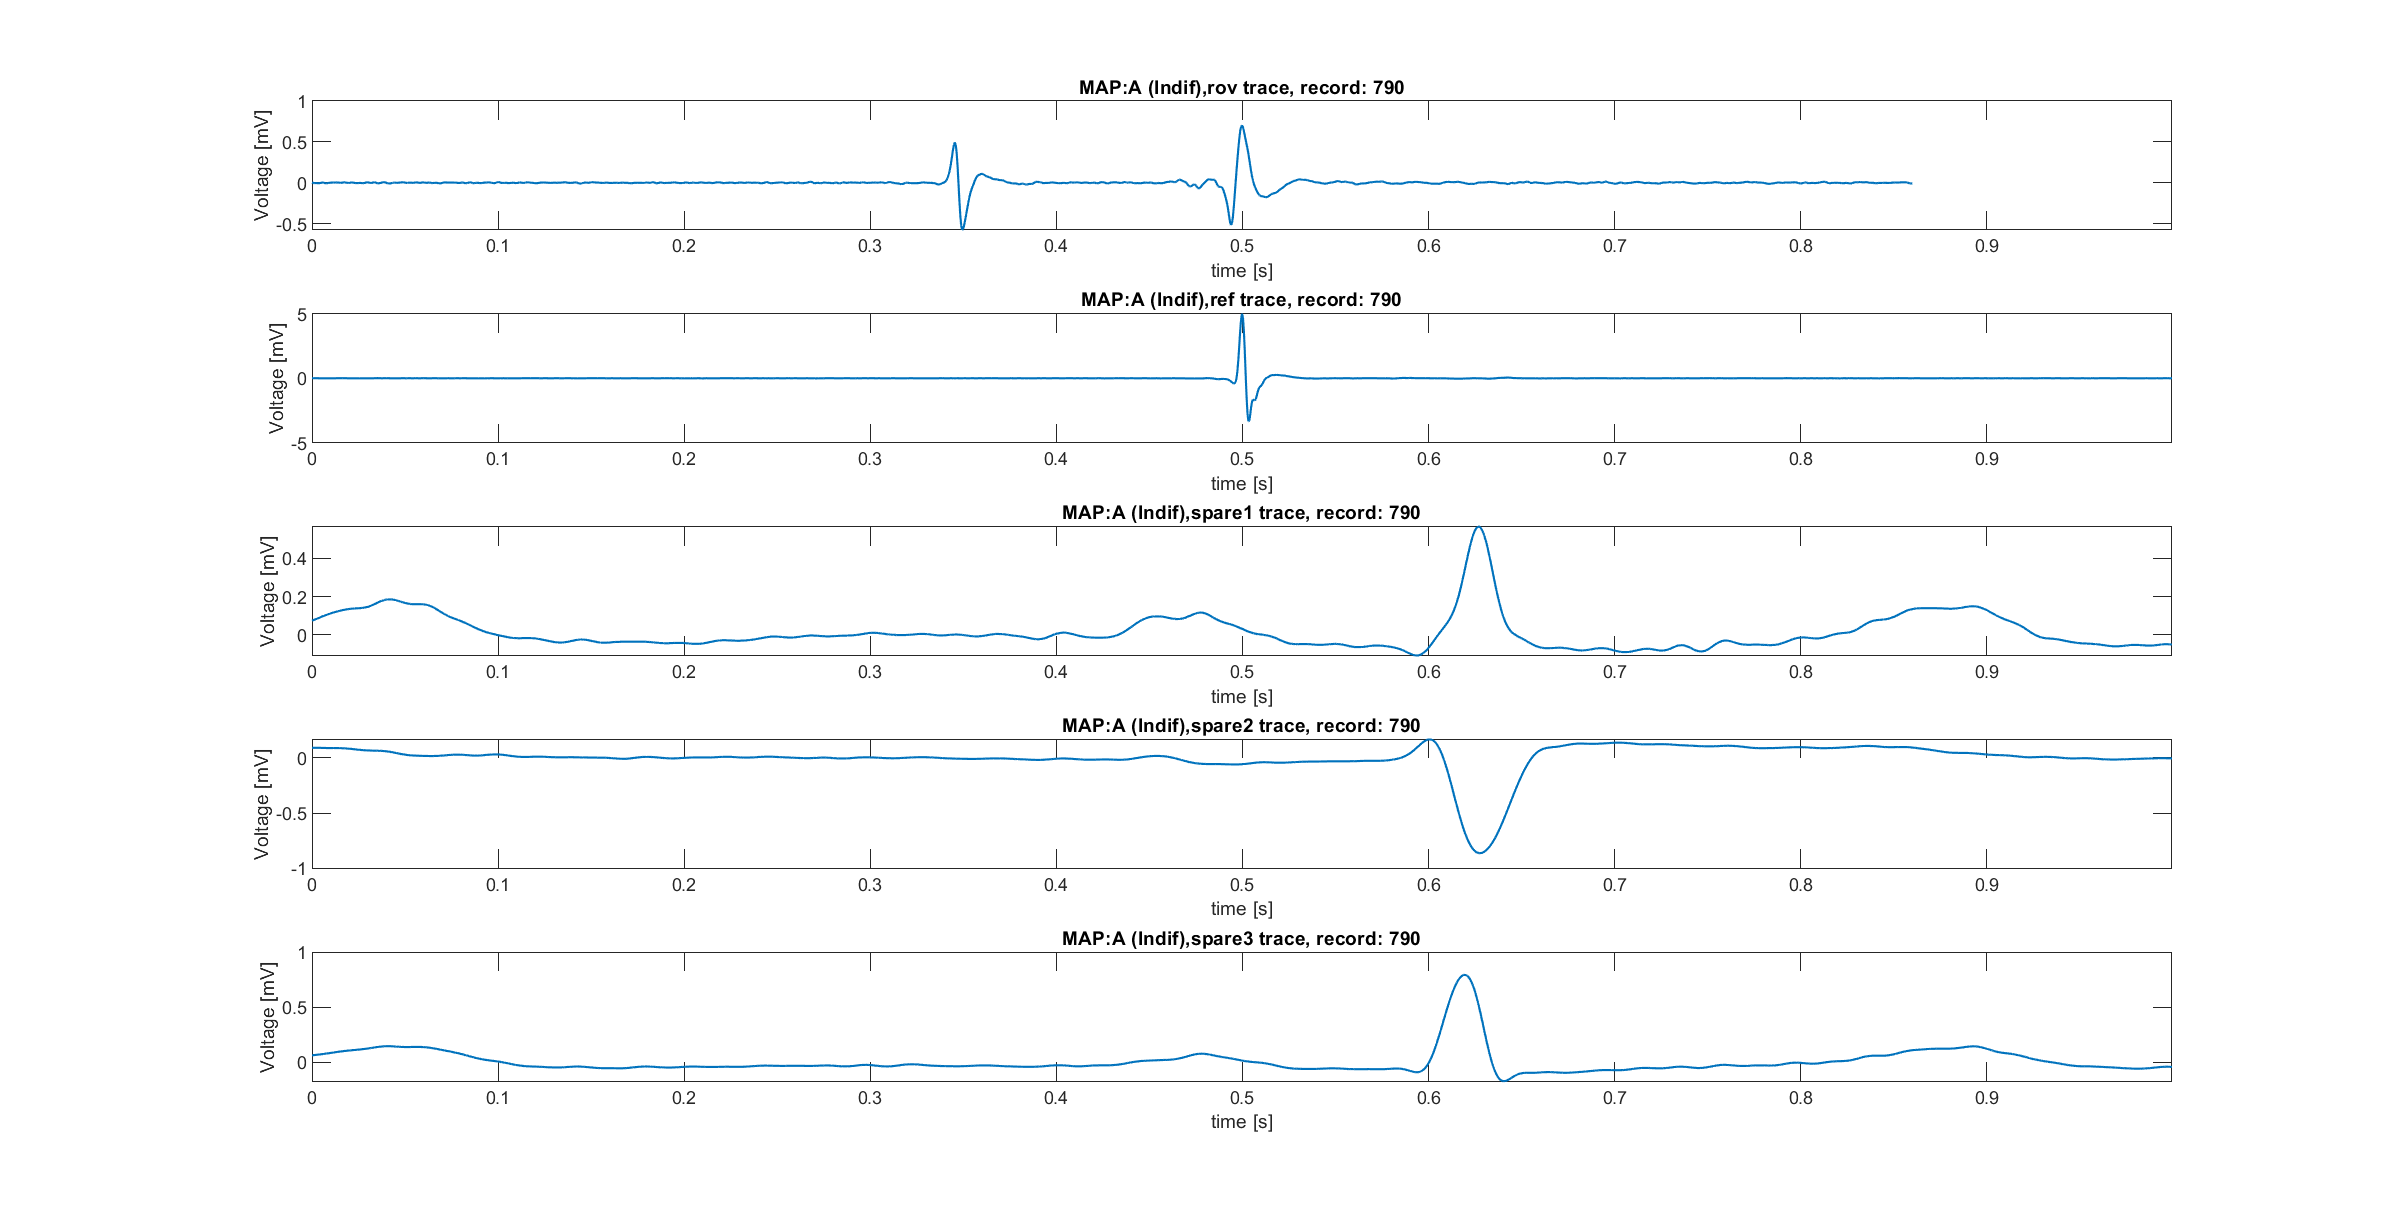 MAP:A (Indif),rov trace, record: 790
Voltage [mV]
1
0.5
0
-0.5
0 0.1 0.2 0.3 0.4 0.5 0.6 0.7 0.8 0.9
time [s]
MAP:A (Indif),ref trace, record: 790
Voltage [mV]
5
0
-5
0 0.1 0.2 0.3 0.4 0.5 0.6 0.7 0.8 0.9
time [s]
MAP:A (Indif),spare1 trace, record: 790
Voltage [mV]
0.4
0.2
0
0 0.1 0.2 0.3 0.4 0.5 0.6 0.7 0.8 0.9
time [s]
MAP:A (Indif),spare2 trace, record: 790
Voltage [mV]
0
-0.5
-1
0 0.1 0.2 0.3 0.4 0.5 0.6 0.7 0.8 0.9
time [s]
MAP:A (Indif),spare3 trace, record: 790
Voltage [mV]
1
0.5
0
0 0.1 0.2 0.3 0.4 0.5 0.6 0.7 0.8 0.9
time [s]